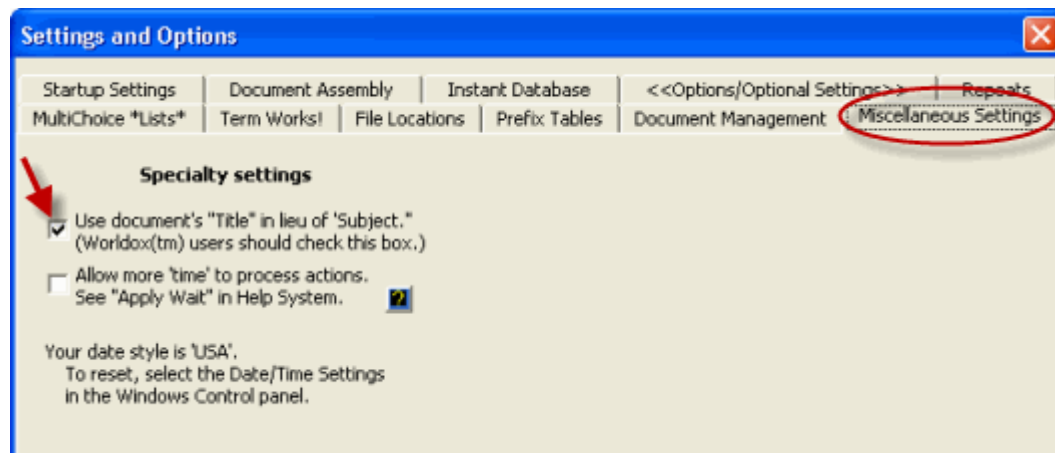 Settings and Options
Startup Settings Document Assembly Instant Database <<Options/Optional Settings>> Repeats
MultiChoice *Lists* Term Works! File Locations Prefix Tables Document Management Miscellaneous Settings
Specialty settings
Use document's "Title" in lieu of 'Subject."
(Worldox(tm) users should check this box.)
Allow more 'time' to process actions.
See "Apply Wait" in Help System. ?
Your date style is 'USA'.
To reset, select the Date/Time Settings
in the Windows Control panel.